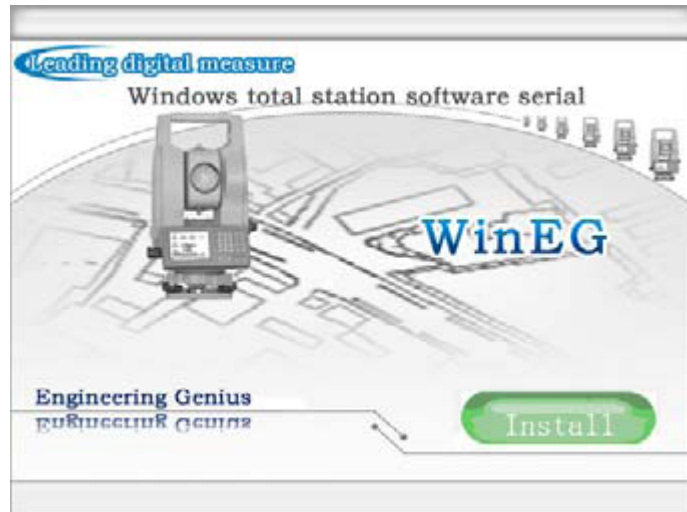 Leading digital measure
Windows total station software serial
WinEG
Engineering Genius
Install